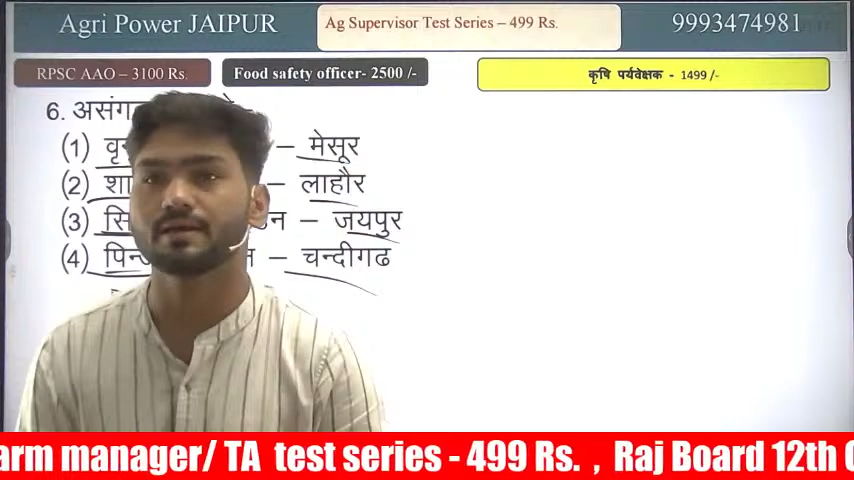 Agri Power JAIPUR
Ag Supervisor Test Series – 499 Rs.
9993474981
RPSC AAO – 3100 Rs.
Food safety officer- 2500 /-
कृषि पर्यवेक्षक - 1499 /-
6.
(1) – मेसूर
(2) – लाहौर
(3) – जयपुर
(4) – चन्दीगढ
manager/ TA test series - 499 Rs. , Raj Board 12th